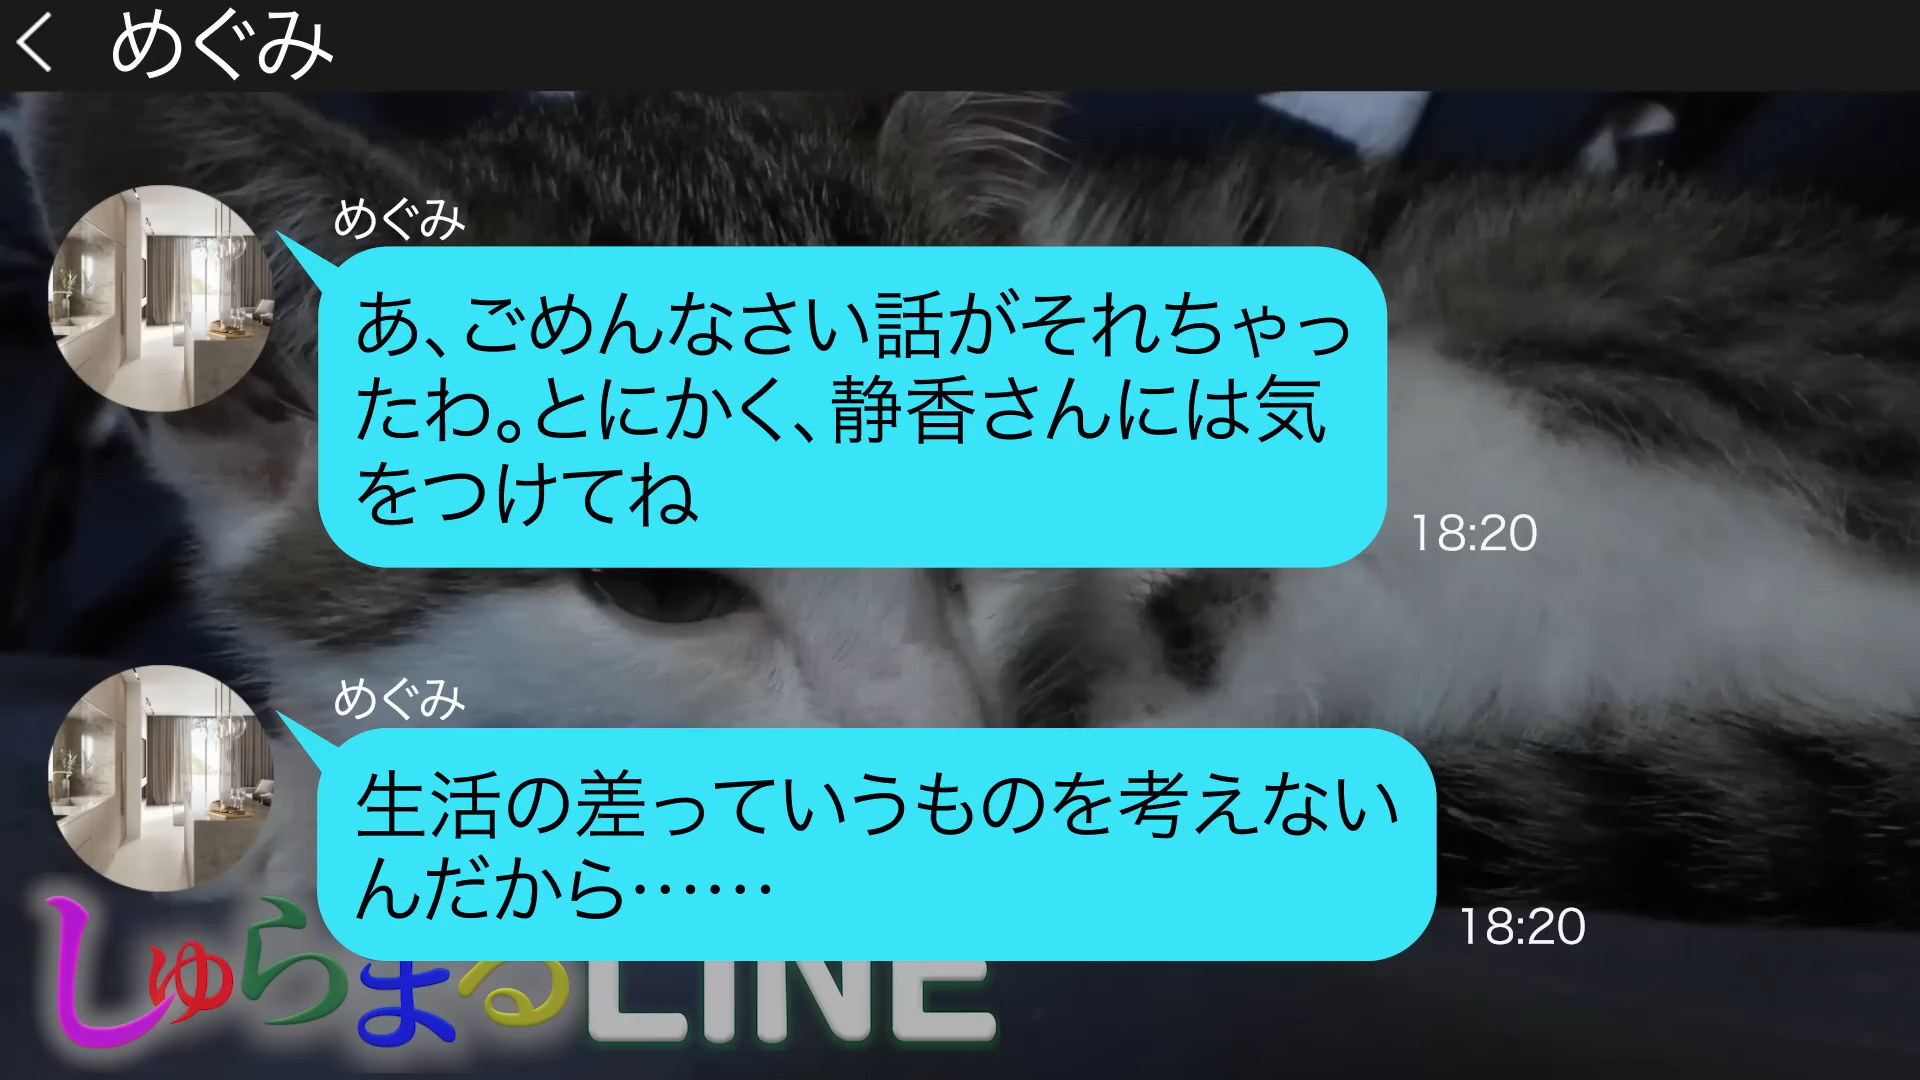 めぐみ
めぐみ
あ、ごめんなさい話がそれちゃっ
たわ。とにかく、静香さんには気
をつけてね
18:20
めぐみ
生活の差っていうものを考えない
んだから……
18:20
しゅらまるLINE